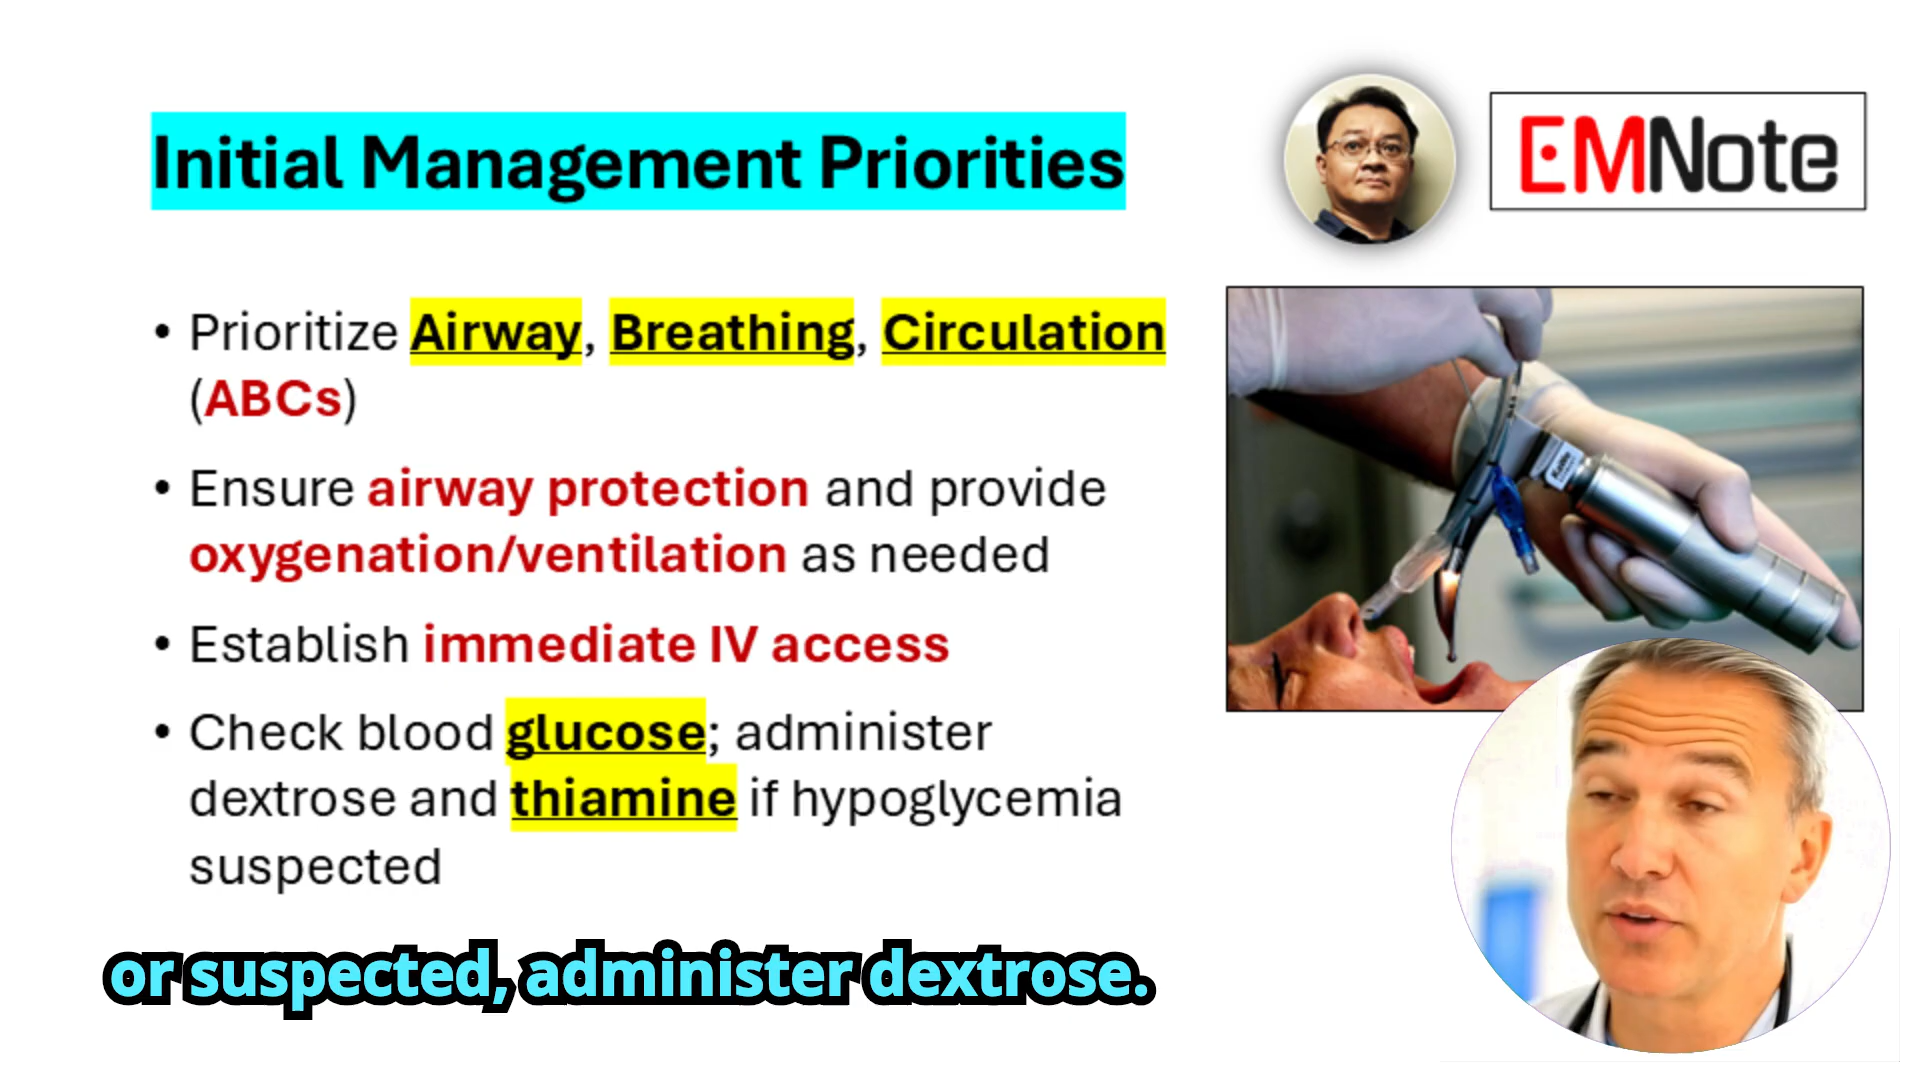 Initial Management Priorities
EMNote
• Prioritize Airway, Breathing, Circulation
(ABCs)
• Ensure airway protection and provide
oxygenation/ventilation as needed
• Establish immediate IV access
• Check blood glucose; administer
dextrose and thiamine if hypoglycemia
suspected
or suspected, administer dextrose.